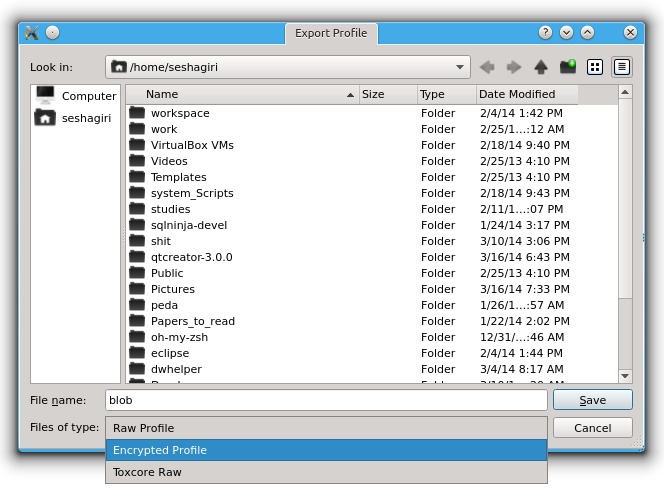 Export Profile
Look in: /home/seshagiri
Computer
seshagiri
Name Size Type Date Modified
workspace Folder 2/4/14 1:42 PM
work Folder 2/25/1...:12 AM
VirtualBox VMs Folder 2/18/14 9:40 PM
Videos Folder 2/25/13 4:10 PM
Templates Folder 2/25/13 4:10 PM
system_Scripts Folder 2/18/14 9:43 PM
studies Folder 2/11/1...:07 PM
sqlninja-devel Folder 1/24/14 3:17 PM
shit Folder 3/10/14 3:06 PM
qtcreator-3.0.0 Folder 3/16/14 6:43 PM
Public Folder 2/25/13 4:10 PM
Pictures Folder 3/16/14 7:33 PM
peda Folder 1/26/1...:57 AM
Papers_to_read Folder 1/22/14 2:02 PM
oh-my-zsh Folder 12/31/...:46 AM
eclipse Folder 2/4/14 1:44 PM
dwhelper Folder 3/4/14 8:17 AM
File name: blob Save
Files of type: Raw Profile Cancel
Encrypted Profile
Toxcore Raw